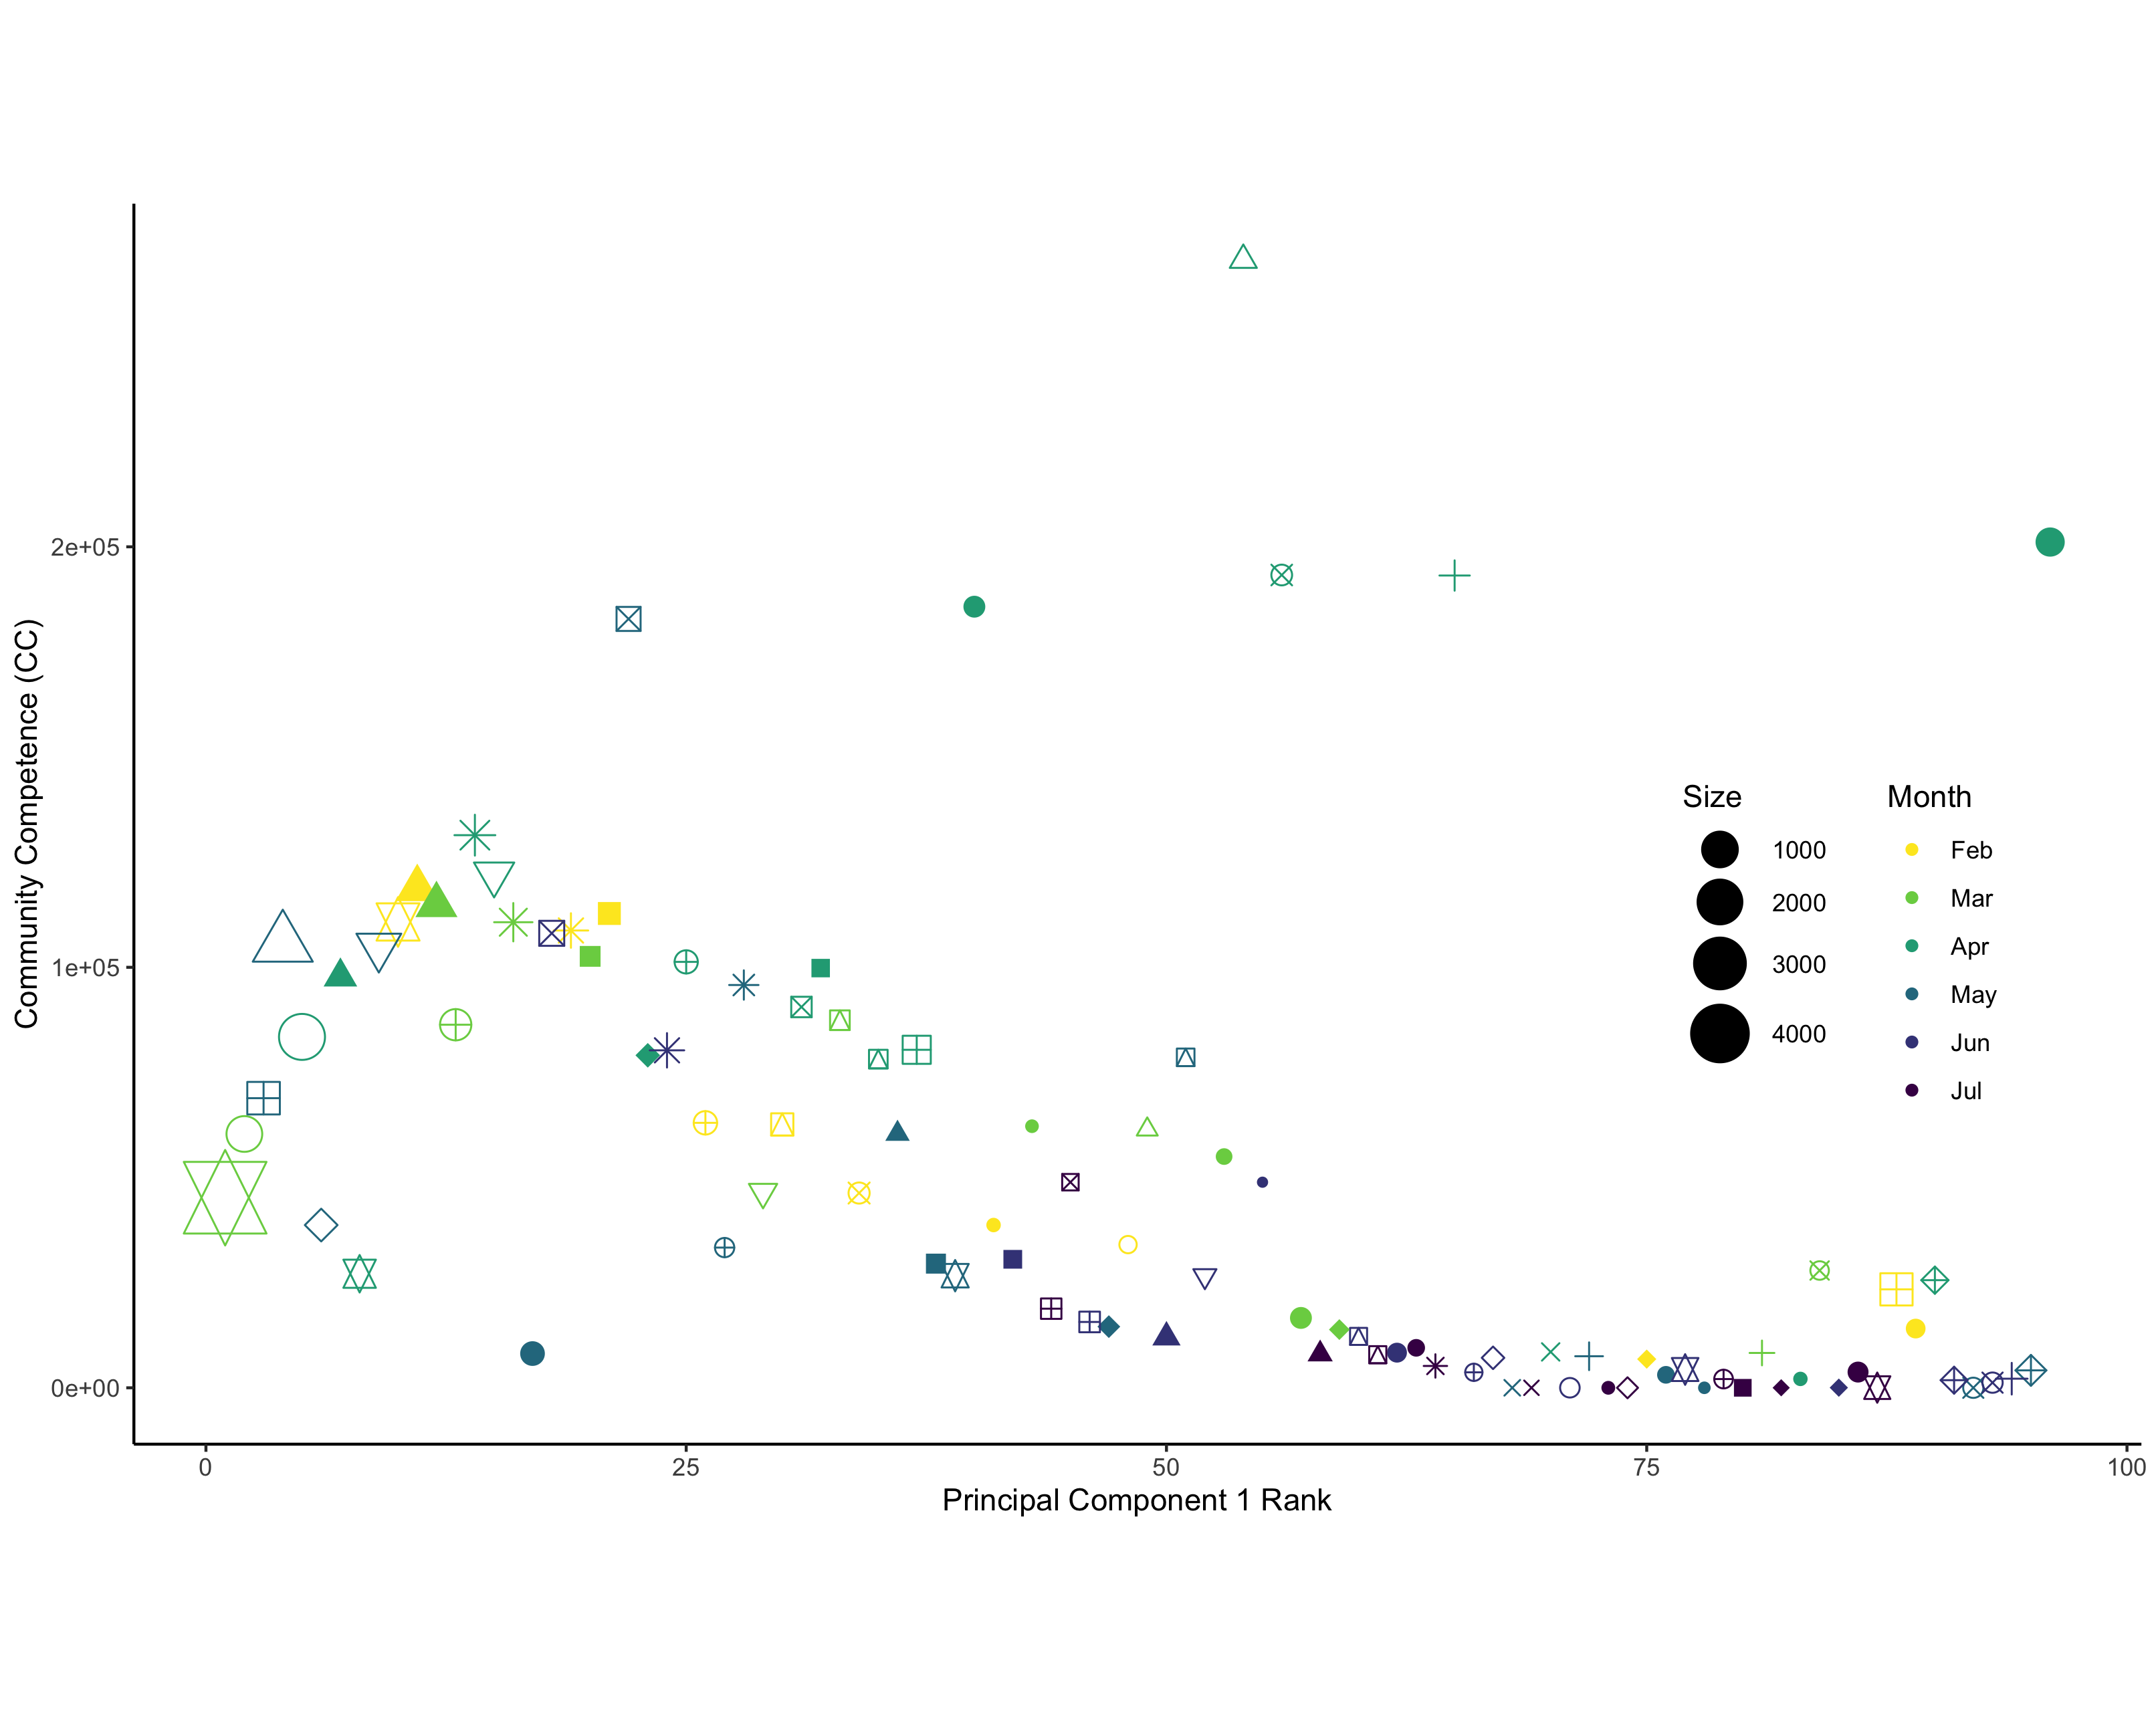 Community Competence (CC)
2e+05
1e+05
0e+00
0
25
50
75
100
Principal Component 1 Rank
Size
1000
2000
3000
4000
Month
Feb
Mar
Apr
May
Jun
Jul